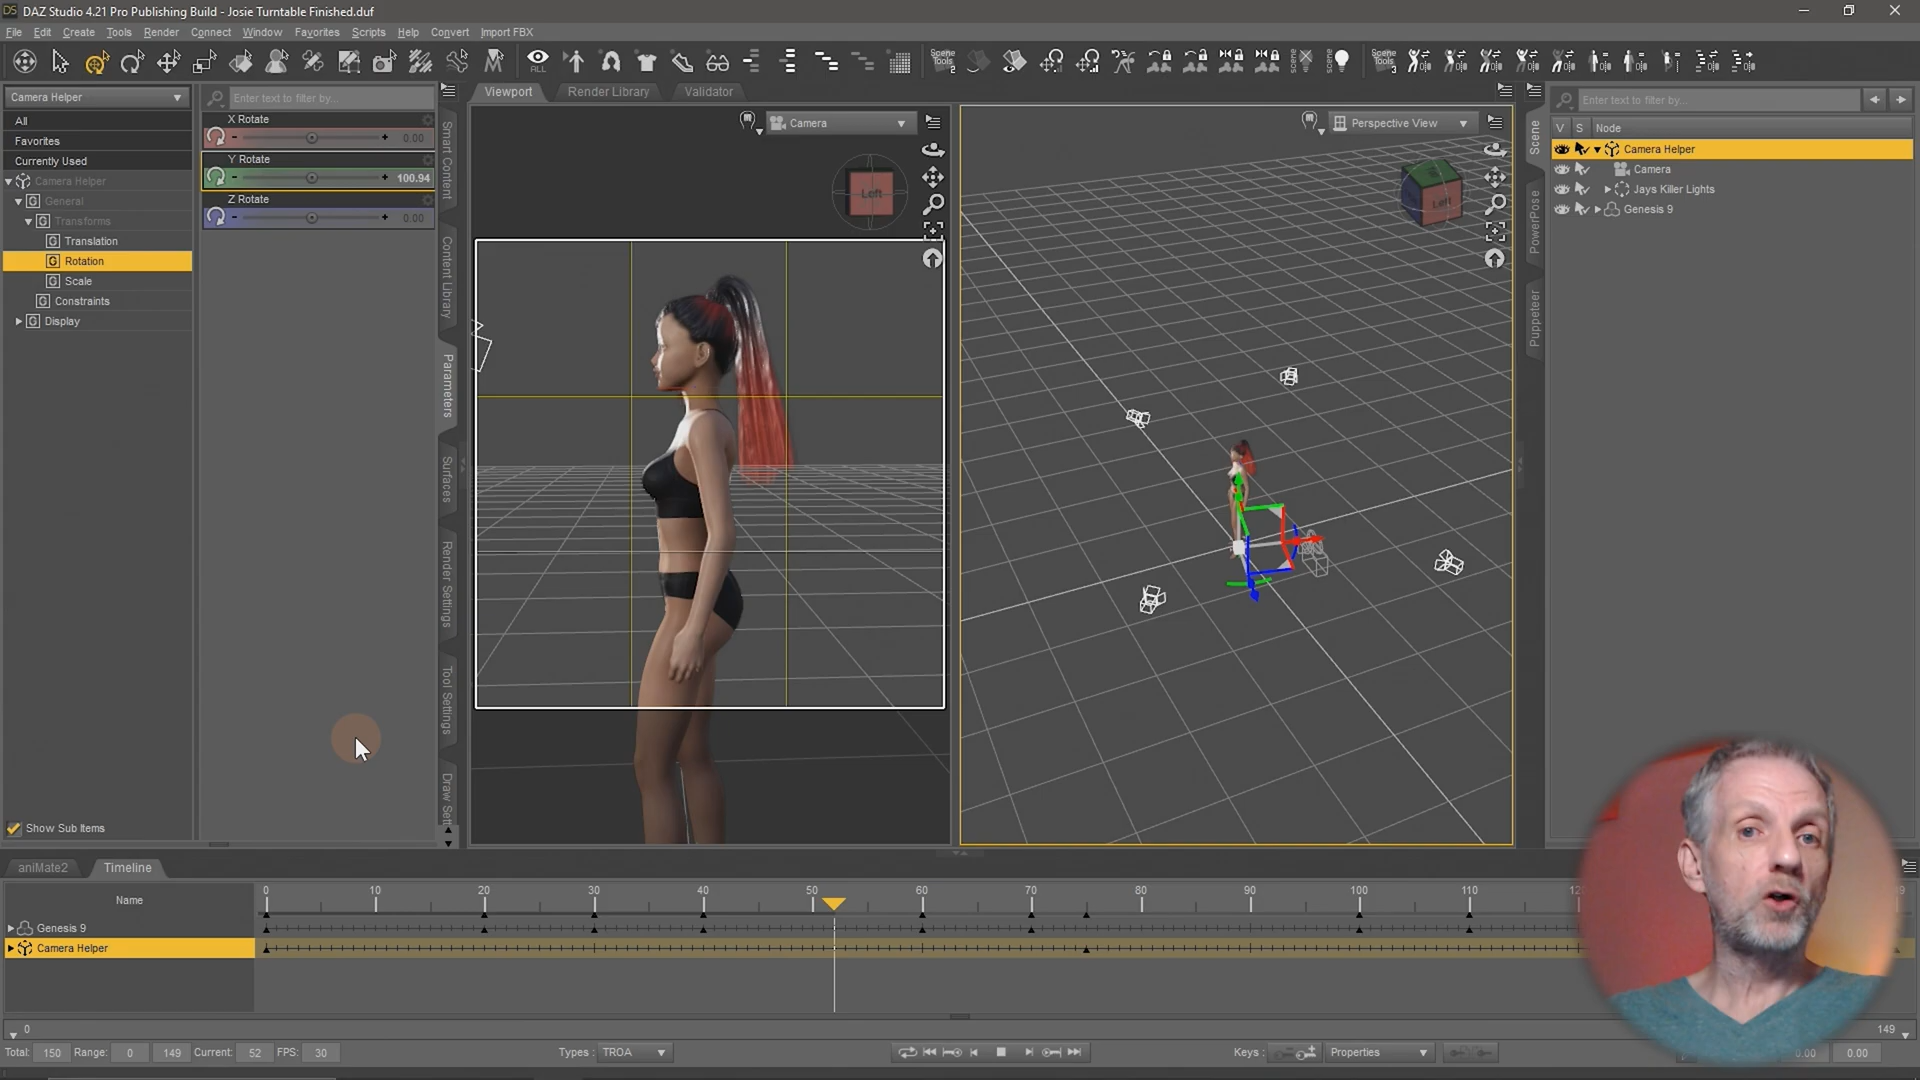 DAZ Studio 4.21 Pro Publishing Build - Josie Turntable Finished.duf
File Edit Create Tools Render Connect Window Favorites Scripts Help Convert Import FBX
ALL
Scene Tools 2
scene
Scene Tools 3
Camera Helper
Enter text to filter by...
All
Favorites
Currently Used
Camera Helper
General
Transforms
Translation
Rotation
Scale
Constraints
Display
Show Sub Items
X Rotate
0.00
Y Rotate
100.94
Z Rotate
0.00
Smart Content
Content Library
Parameters
Surfaces
Render Settings
Tool Settings
Draw Sett
Viewport Render Library Validator
Camera
Left
Perspective View
Left
Scene
PowerPose
Puppeteer
Enter text to filter by...
V S Node
Camera Helper
Camera
Jays Killer Lights
Genesis 9
aniMate2 Timeline
Name 0 10 20 30 40 50 60 70 80 90 100 110
Genesis 9
Camera Helper
0 149
Total: 150 Range: 0 149 Current: 52 FPS: 30 Types : TROA Keys : Properties 0.00 0.00